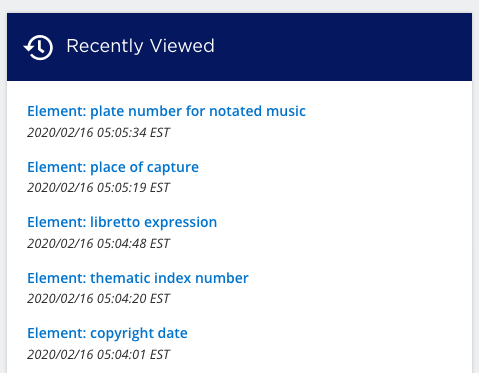 Recently Viewed
Element: plate number for notated music
2020/02/16 05:05:34 EST
Element: place of capture
2020/02/16 05:05:19 EST
Element: libretto expression
2020/02/16 05:04:48 EST
Element: thematic index number
2020/02/16 05:04:20 EST
Element: copyright date
2020/02/16 05:04:01 EST